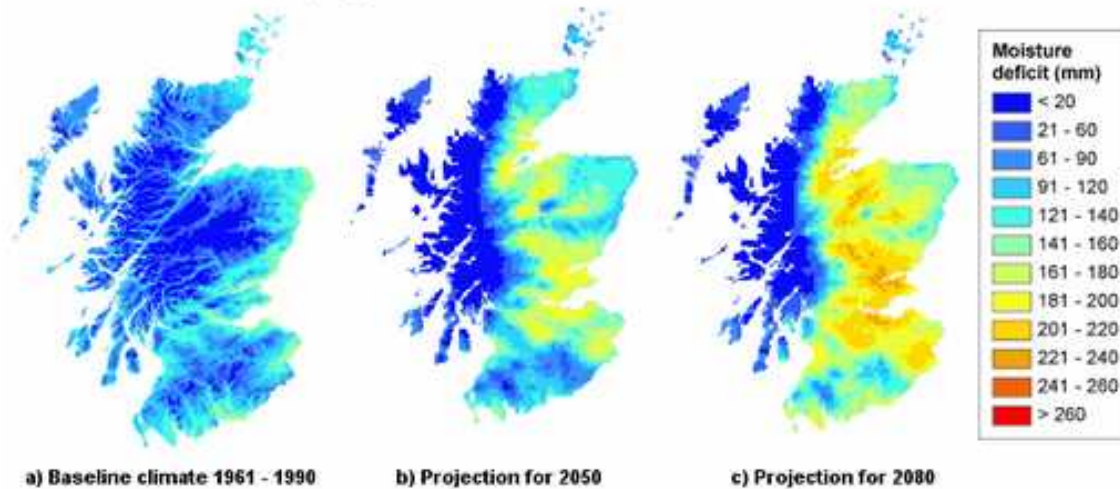 Moisture
deficit (mm)
< 20
21 - 60
61 - 90
91 - 120
121 - 140
141 - 160
161 - 180
181 - 200
201 - 220
221 - 240
241 - 260
> 260
a) Baseline climate 1961 - 1990
b) Projection for 2050
c) Projection for 2080